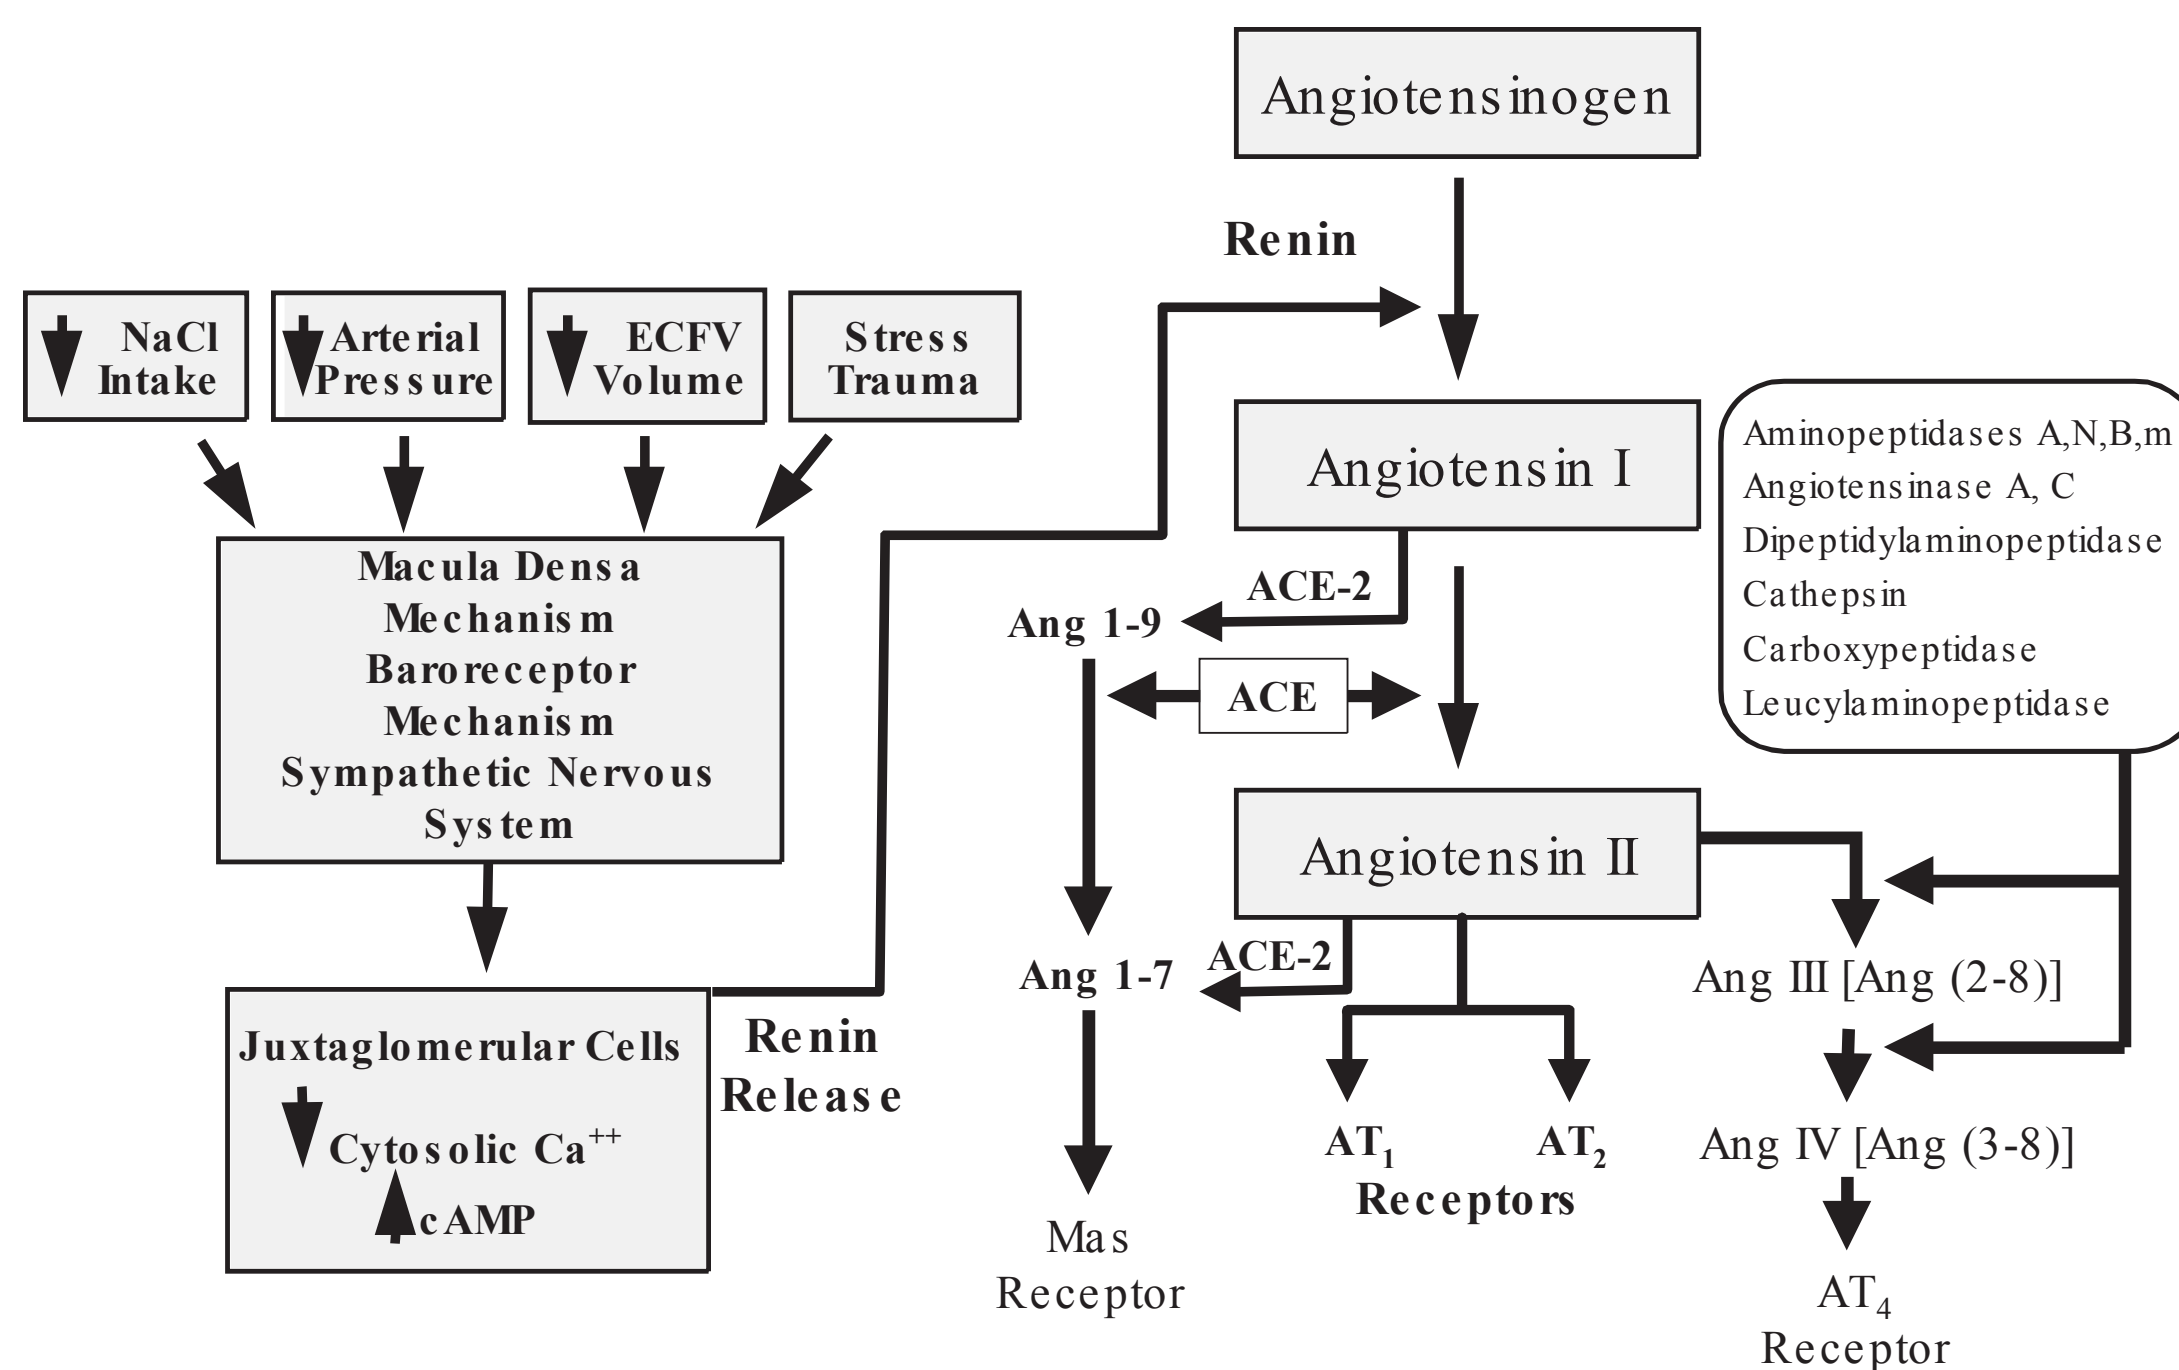 Angiotensinogen
Renin
NaCl
Intake
Arterial
Pressure
ECFV
Volume
Stress
Trauma
Macula Densa
Mechanism
Baroreceptor
Mechanism
Sympathetic Nervous
System
Juxtaglomerular Cells
Cytosolic Ca⁺⁺
cAMP
Renin
Release
Angiotensin I
ACE-2
Ang 1-9
ACE
Angiotensin II
ACE-2
Ang 1-7
Mas
Receptor
AT₁
AT₂
Receptors
Aminopeptidases A,N,B,m
Angiotensinase A, C
Dipeptidylaminopeptidase
Cathepsin
Carboxypeptidase
Leucylaminopeptidase
Ang III [Ang (2-8)]
Ang IV [Ang (3-8)]
AT₄
Receptor